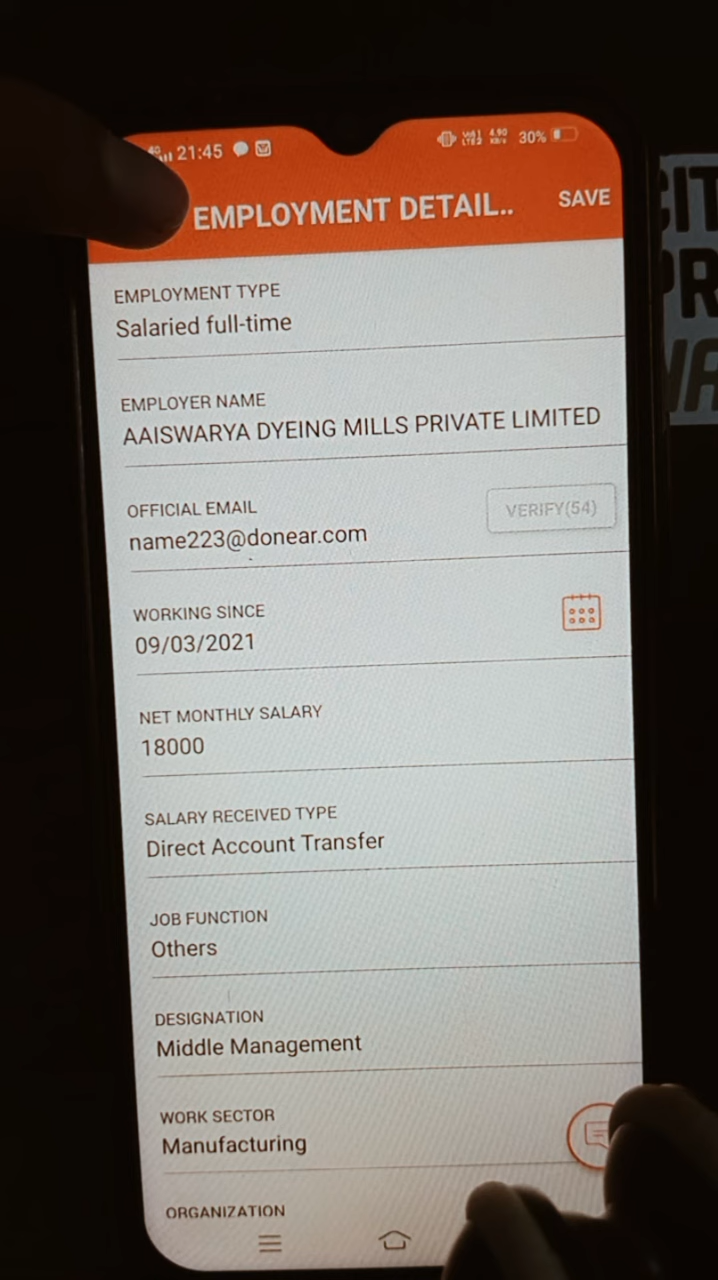 21:45
30%
EMPLOYMENT DETAIL..
SAVE
EMPLOYMENT TYPE
Salaried full-time
EMPLOYER NAME
AAISWARYA DYEING MILLS PRIVATE LIMITED
OFFICIAL EMAIL
VERIFY(54)
name223@donear.com
WORKING SINCE
09/03/2021
NET MONTHLY SALARY
18000
SALARY RECEIVED TYPE
Direct Account Transfer
JOB FUNCTION
Others
DESIGNATION
Middle Management
WORK SECTOR
Manufacturing
ORGANIZATION